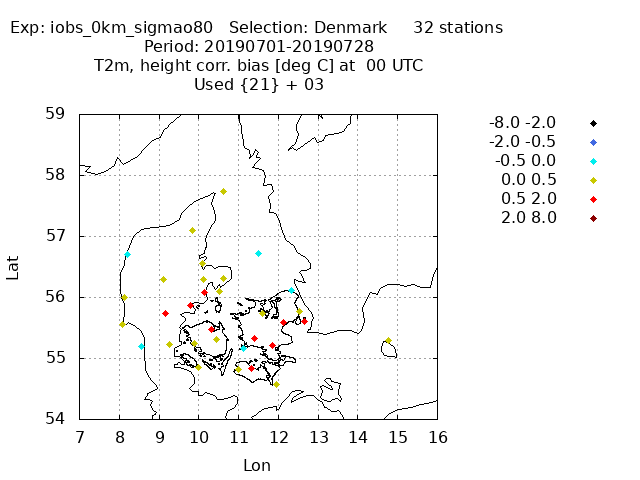 Exp: iobs_0km_sigmao80   Selection: Denmark     32 stations
Period: 20190701-20190728
T2m, height corr. bias [deg C] at  00 UTC
Used {21} + 03
59
58
57
56
55
54
Lat
7 8 9 10 11 12 13 14 15 16
Lon
-8.0 -2.0
-2.0 -0.5
-0.5 0.0
0.0 0.5
0.5 2.0
2.0 8.0